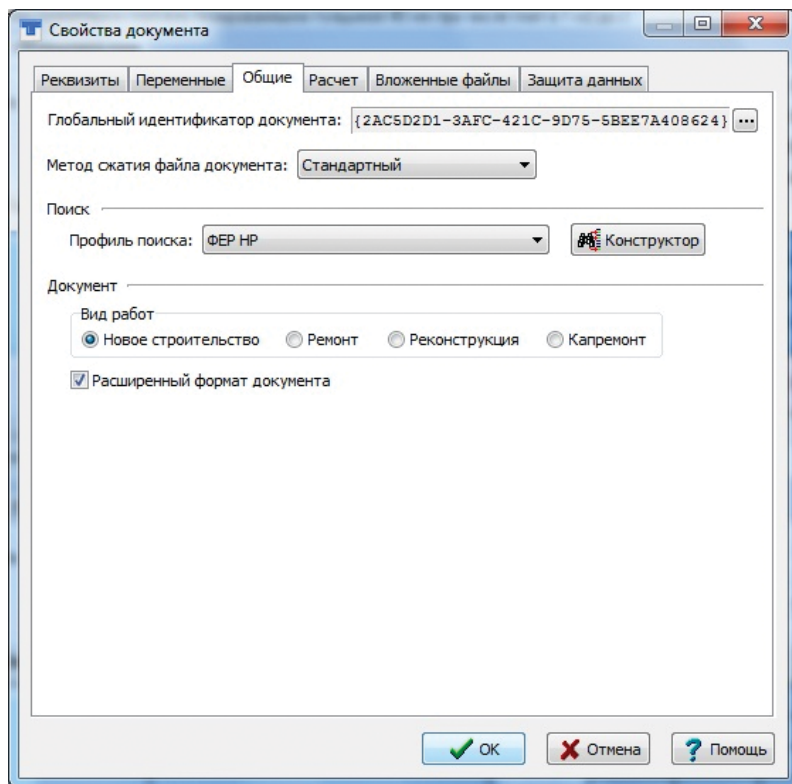 Свойства документа
Реквизиты Переменные Общие Расчет Вложенные файлы Защита данных
Глобальный идентификатор документа: {2AC5D2D1-3AFC-421C-9D75-5BEE7A408624} ...
Метод сжатия файла документа: Стандартный
Поиск
Профиль поиска: ФЕР НР Конструктор
Документ
Вид работ
Новое строительство Ремонт Реконструкция Капремонт
Расширенный формат документа
ОК Отмена Помощь